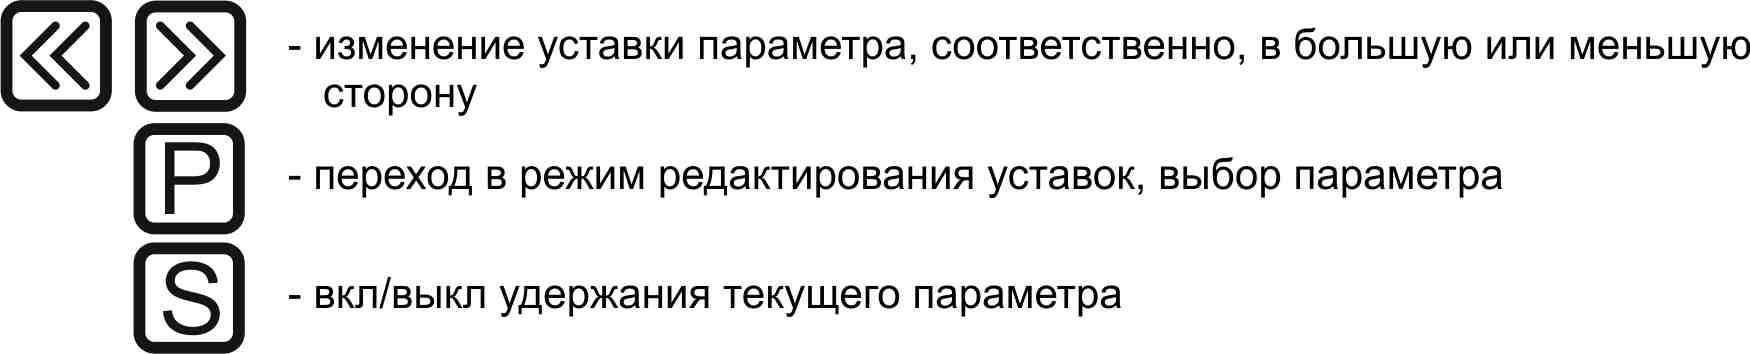 « » - изменение уставки параметра, соответственно, в большую или меньшую
сторону
P - переход в режим редактирования уставок, выбор параметра
S - вкл/выкл удержания текущего параметра